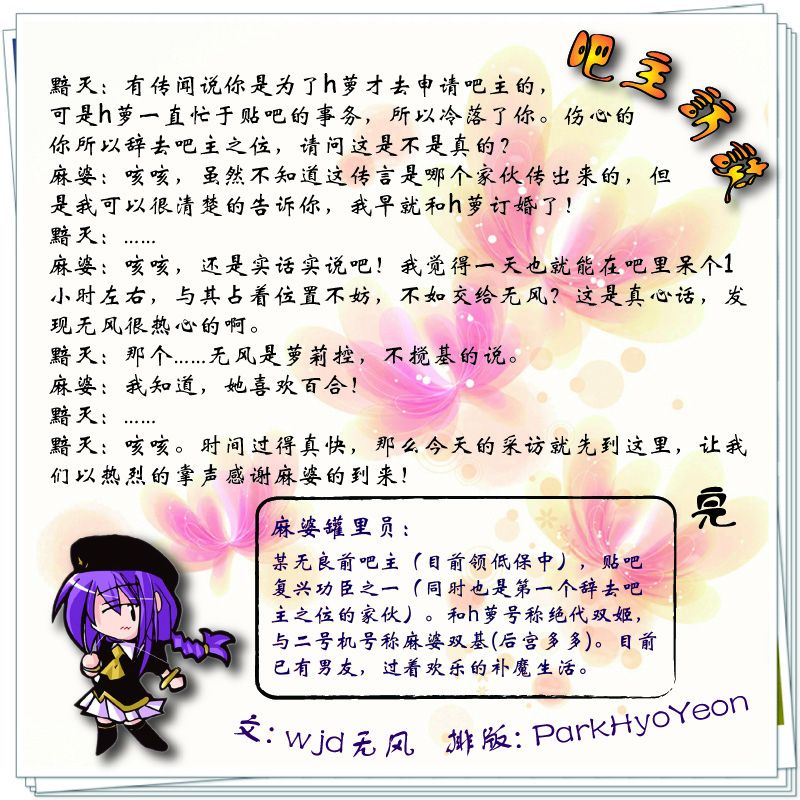 吧主訪談
黯天：有传闻说你是为了h萝才去申请吧主的，
可是h萝一直忙于贴吧的事务，所以冷落了你。伤心的
你所以辞去吧主之位，请问这是不是真的？
麻婆：咳咳，虽然不知道这传言是哪个家伙传出来的，但
是我可以很清楚的告诉你，我早就和h萝订婚了！
黯天：……
麻婆：咳咳，还是实话实说吧！我觉得一天也就能在吧里呆个1
小时左右，与其占着位置不妨，不如交给无风？这是真心话，发
现无风很热心的啊。
黯天：那个……无风是萝莉控，不搅基的说。
麻婆：我知道，她喜欢百合！
黯天：……
黯天：咳咳。时间过得真快，那么今天的采访就先到这里，让我
们以热烈的掌声感谢麻婆的到来！
完
麻婆罐里员：
某无良前吧主（目前领低保中），贴吧
复兴功臣之一（同时也是第一个辞去吧
主之位的家伙）。和h萝号称绝代双姬，
与二号机号称麻婆双基(后宫多多)。目前
已有男友，过着欢乐的补魔生活。
文：wjd无风 排版：ParkHyoYeon